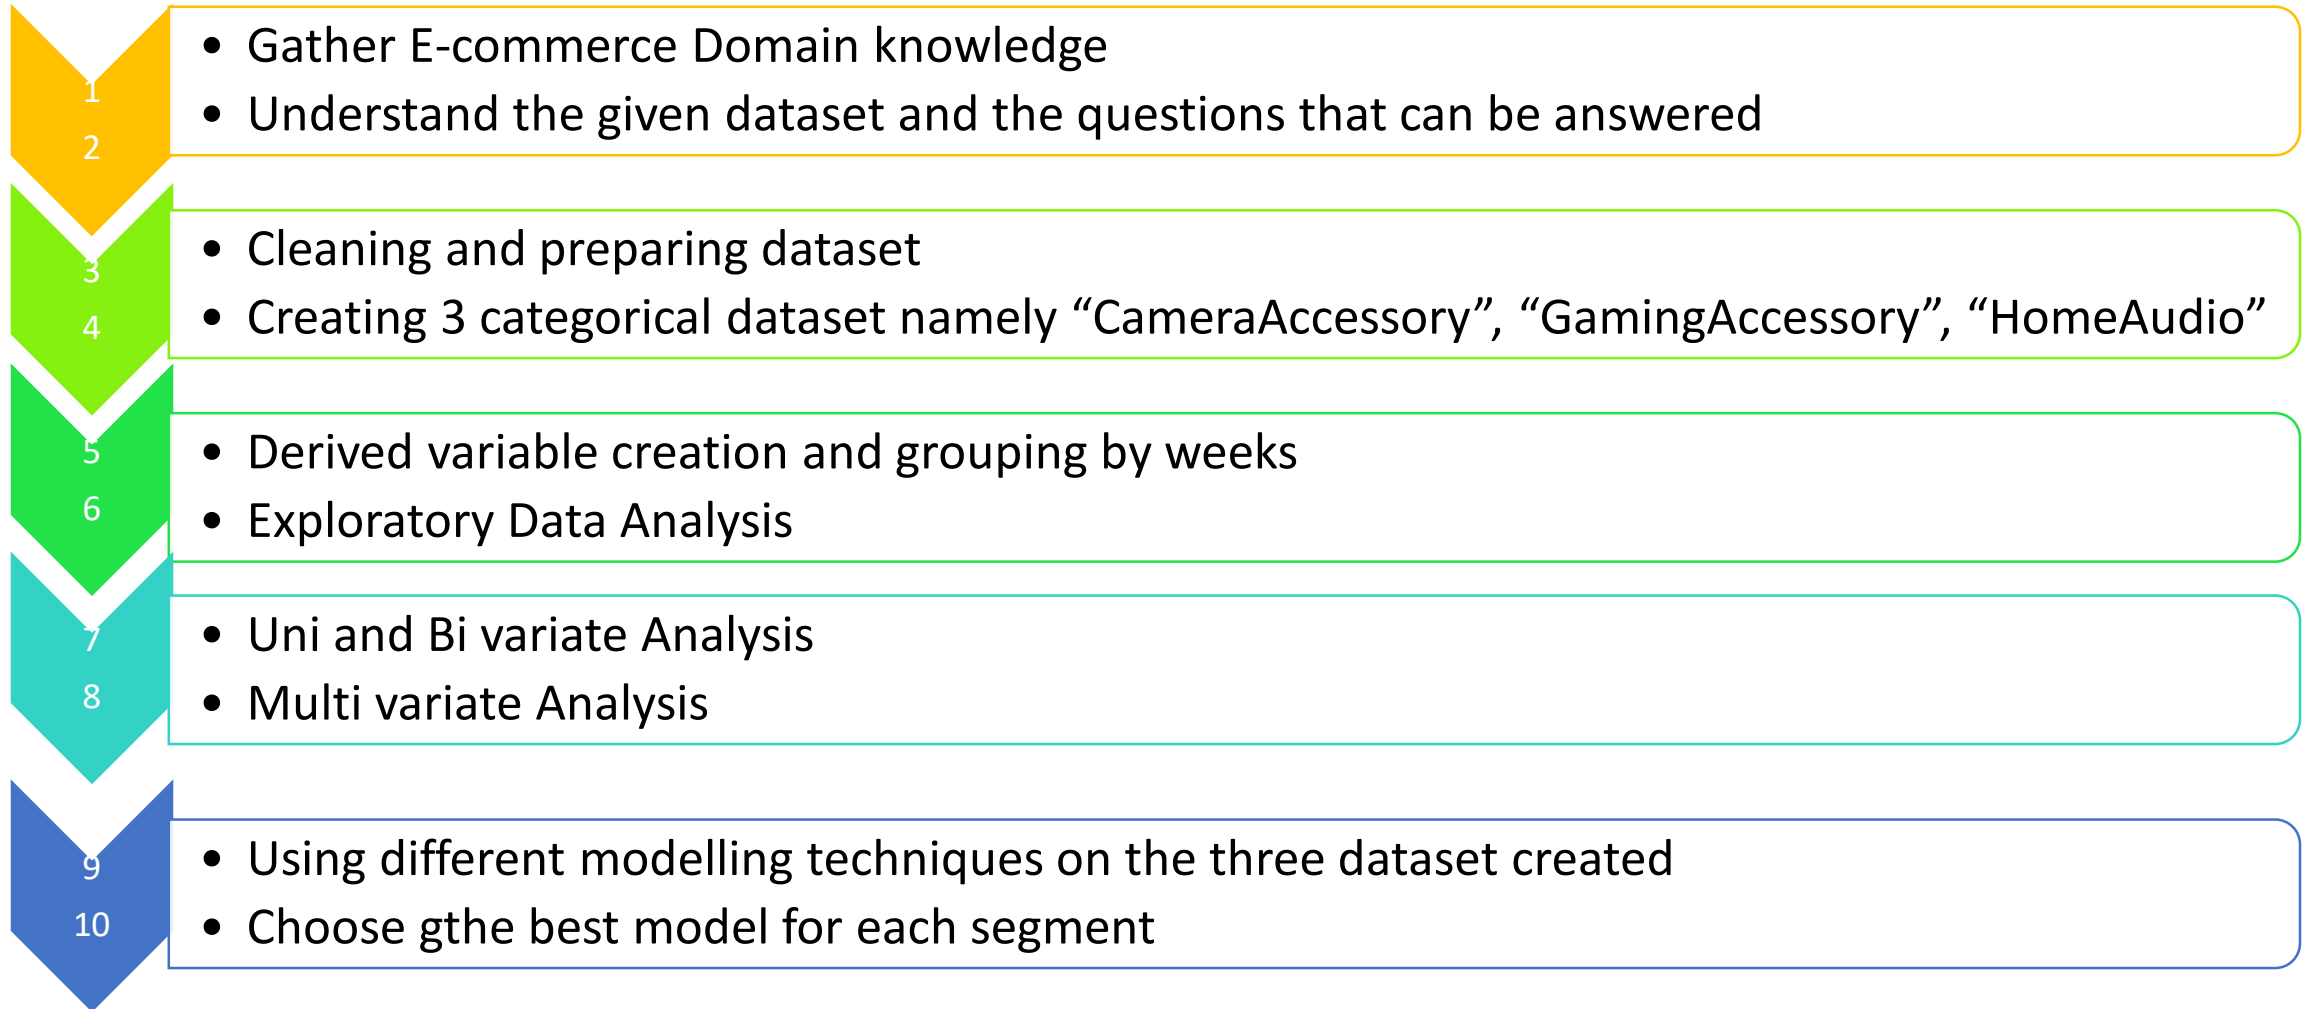 1
• Gather E-commerce Domain knowledge
2
• Understand the given dataset and the questions that can be answered
3
• Cleaning and preparing dataset
4
• Creating 3 categorical dataset namely “CameraAccessory”, “GamingAccessory”, “HomeAudio”
5
• Derived variable creation and grouping by weeks
6
• Exploratory Data Analysis
7
• Uni and Bi variate Analysis
8
• Multi variate Analysis
9
• Using different modelling techniques on the three dataset created
10
• Choose gthe best model for each segment